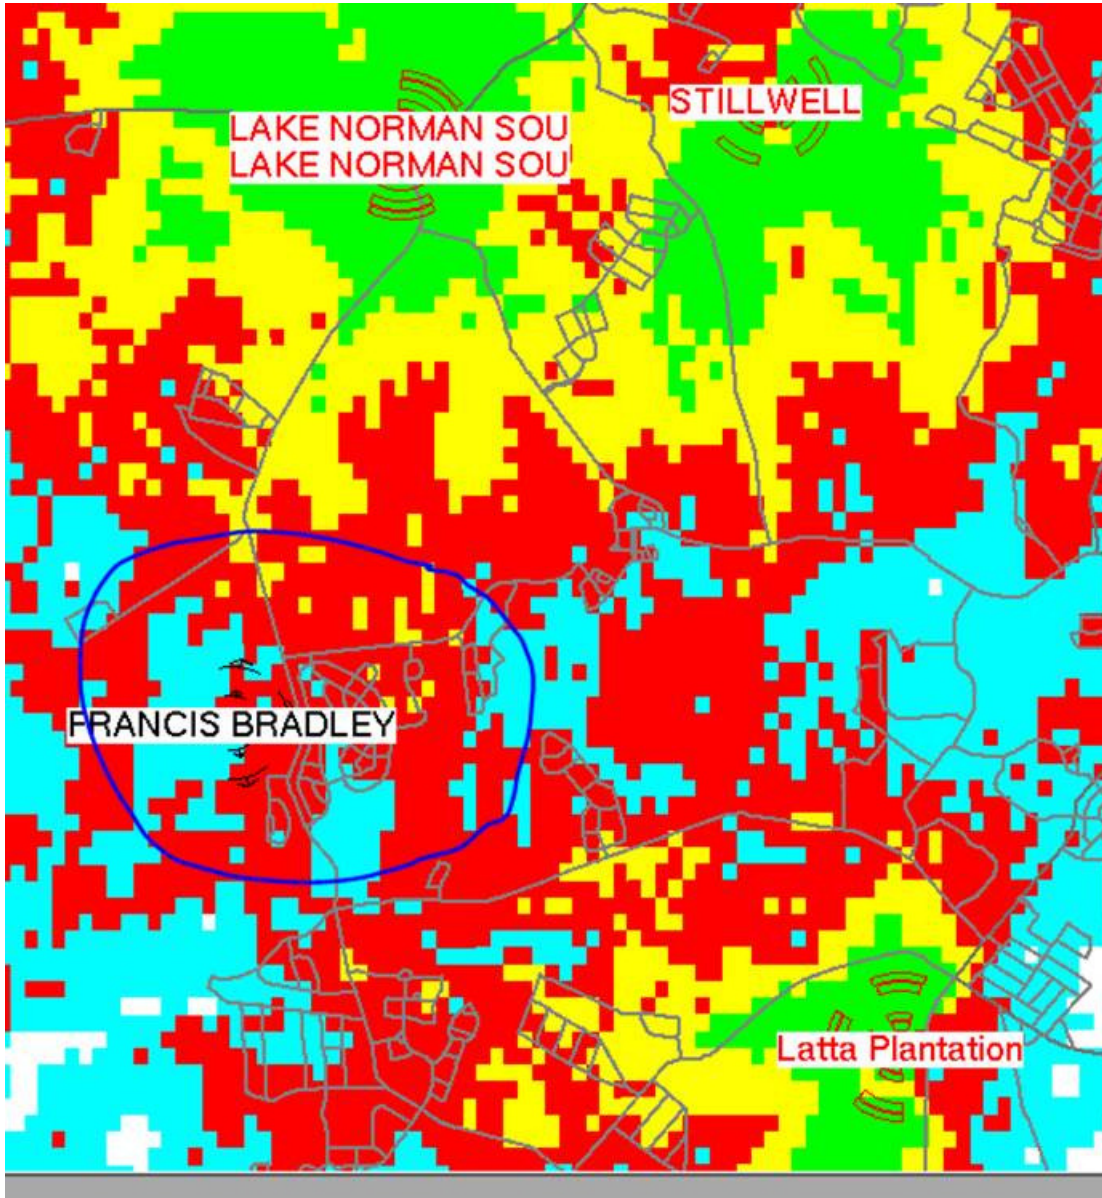 STILLWELL
LAKE NORMAN SOU
LAKE NORMAN SOU
FRANCIS BRADLEY
Latta Plantation